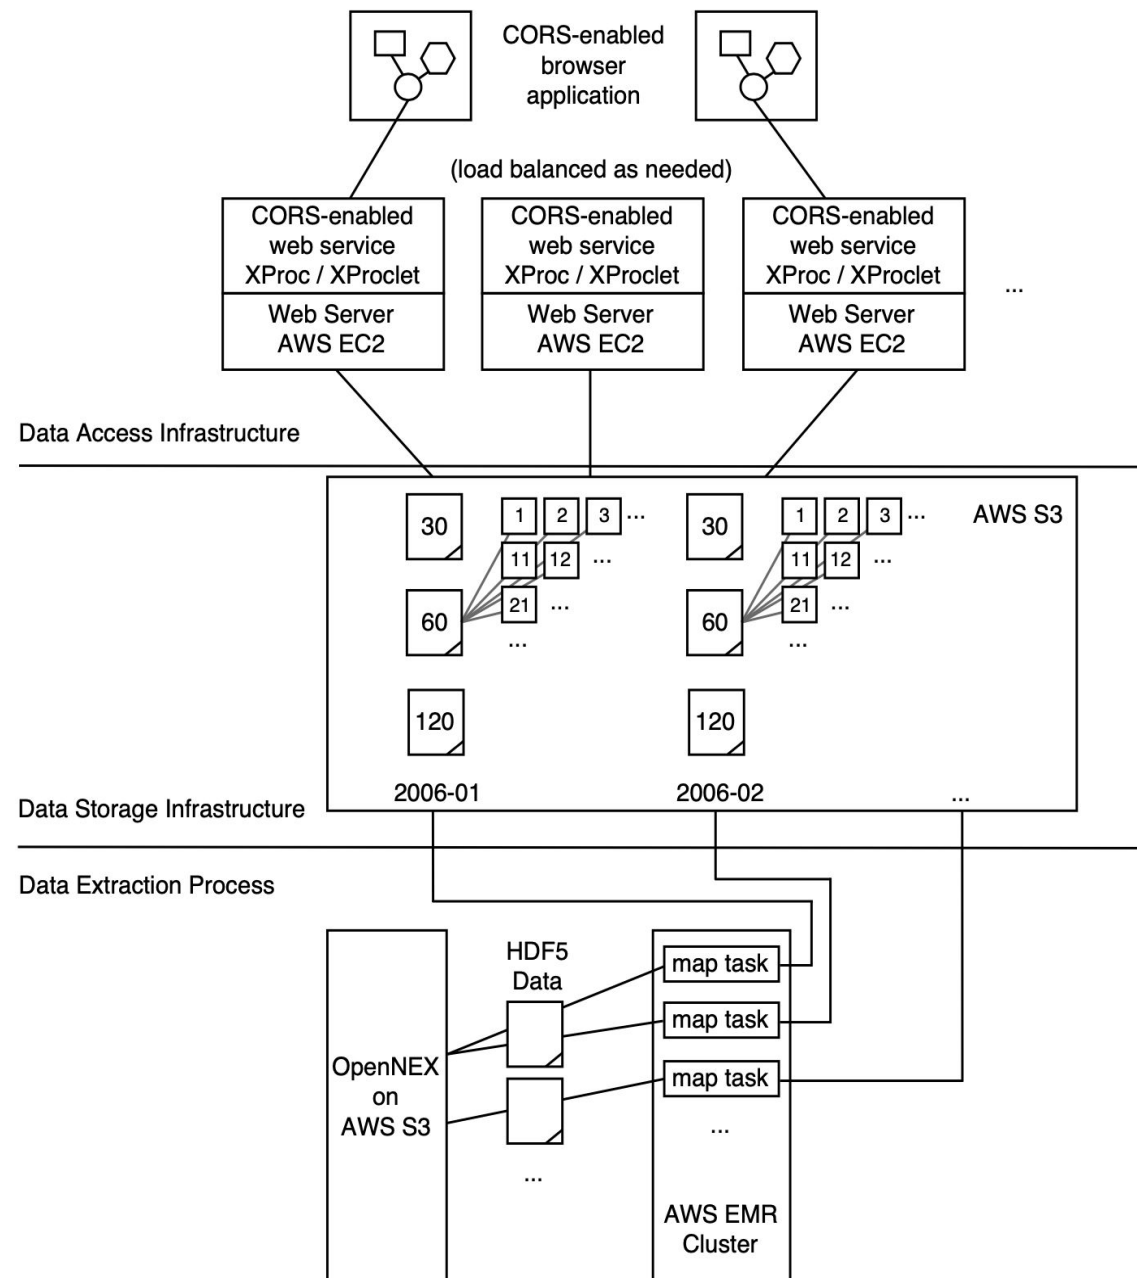 CORS-enabled
browser
application
(load balanced as needed)
CORS-enabled
web service
XProc / XProclet
Web Server
AWS EC2
CORS-enabled
web service
XProc / XProclet
Web Server
AWS EC2
CORS-enabled
web service
XProc / XProclet
Web Server
AWS EC2
...
Data Access Infrastructure
AWS S3
30
1 2 3 ...
11 12 ...
60
21 ...
...
120
2006-01
30
1 2 3 ...
11 12 ...
60
21 ...
...
120
2006-02
...
Data Storage Infrastructure
Data Extraction Process
OpenNEX
on
AWS S3
HDF5
Data
...
map task
map task
map task
...
AWS EMR
Cluster